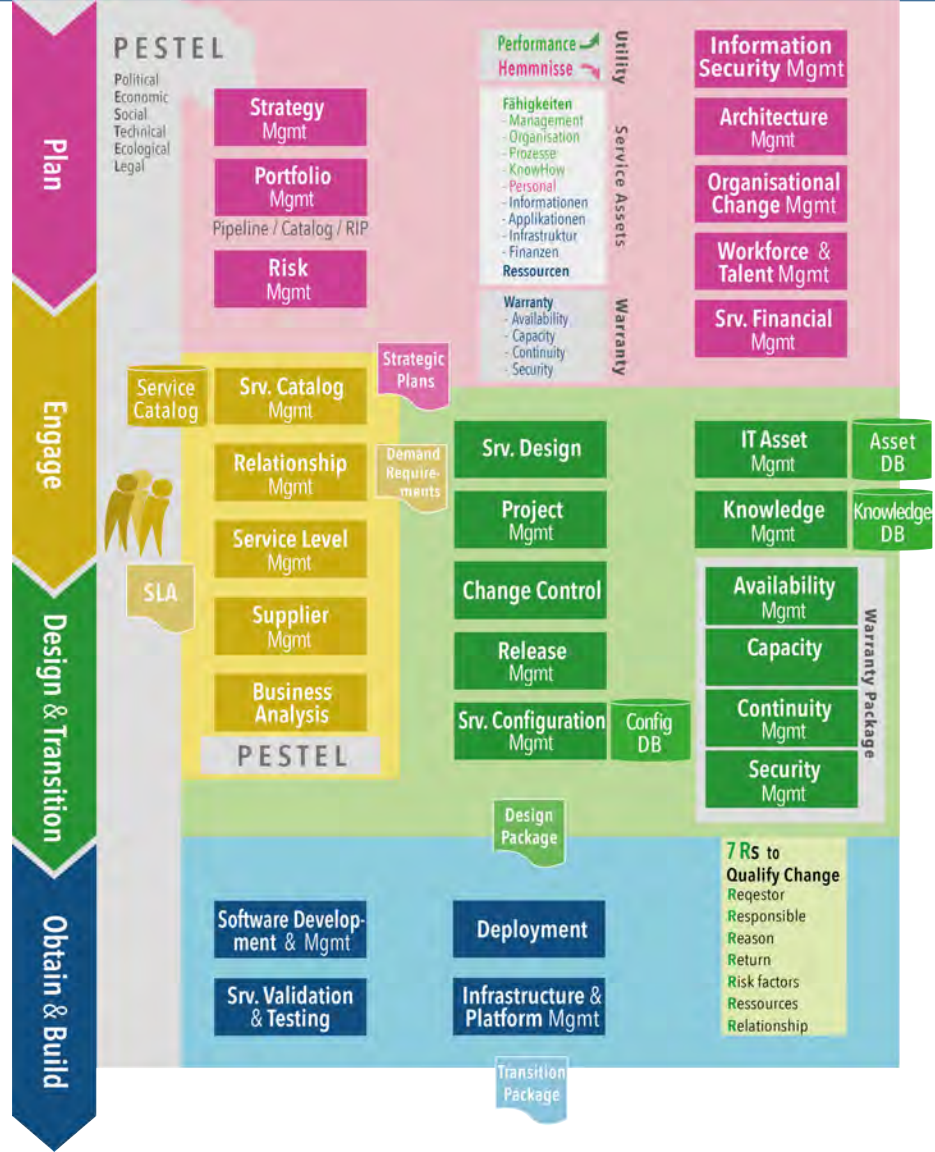 Plan
Engage
Design & Transition
Obtain & Build
PESTEL
Political
Economic
Social
Technical
Ecological
Legal
Strategy
Mgmt
Portfolio
Mgmt
Pipeline / Catalog / RIP
Risk
Mgmt
Performance
Hemmnisse
Utility
Fähigkeiten
- Management
- Organisation
- Prozesse
- KnowHow
- Personal
- Informationen
- Applikationen
- Infrastruktur
- Finanzen
Ressourcen
Service Assets
Warranty
- Availability
- Capacity
- Continuity
- Security
Warranty
Information
Security Mgmt
Architecture
Mgmt
Organisational
Change Mgmt
Workforce &
Talent Mgmt
Srv. Financial
Mgmt
Strategic
Plans
Service
Catalog
Srv. Catalog
Mgmt
Relationship
Mgmt
Demand
Require-
ments
Service Level
Mgmt
SLA
Supplier
Mgmt
Business
Analysis
PESTEL
Srv. Design
Project
Mgmt
Change Control
Release
Mgmt
Srv. Configuration
Mgmt
Config
DB
IT Asset
Mgmt
Asset
DB
Knowledge
Mgmt
Knowledge
DB
Availability
Mgmt
Capacity
Continuity
Mgmt
Security
Mgmt
Warranty Package
Design
Package
Software Develop-
ment & Mgmt
Srv. Validation
& Testing
Deployment
Infrastructure &
Platform Mgmt
7 Rs to
Qualify Change
Reqestor
Responsible
Reason
Return
Risk factors
Ressources
Relationship
Transition
Package